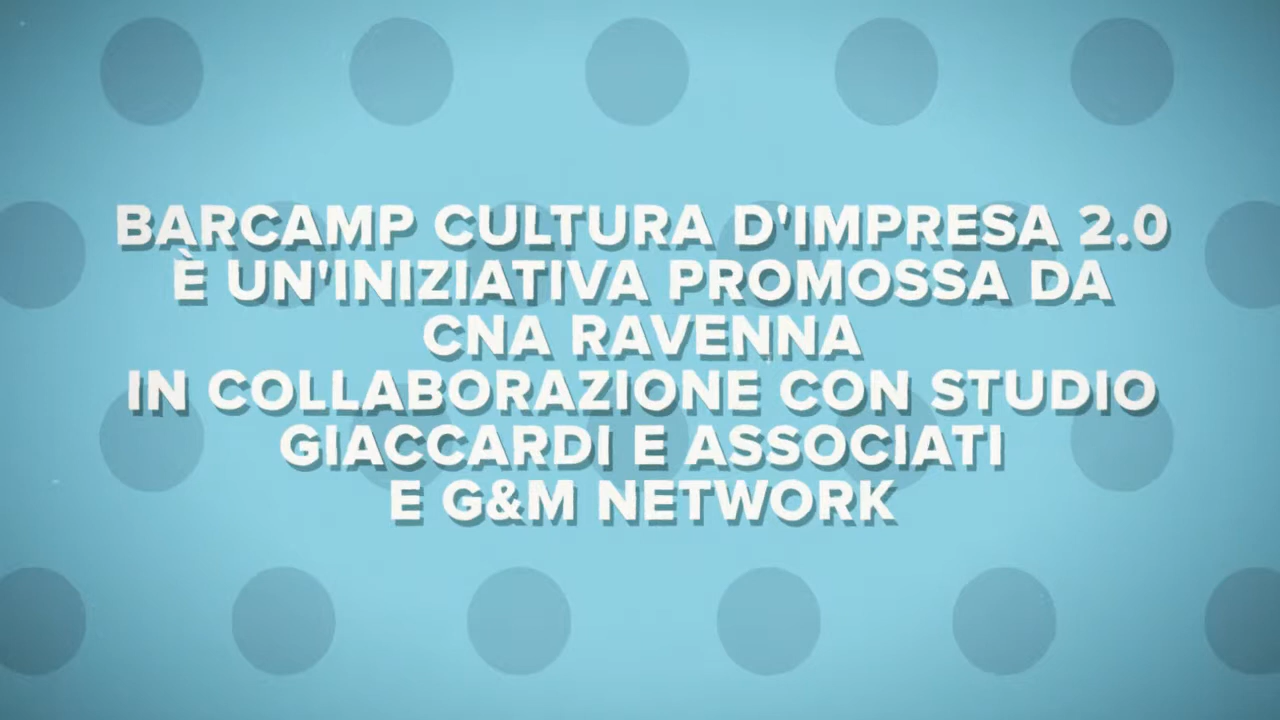 BARCAMP CULTURA D'IMPRESA 2.0
È UN'INIZIATIVA PROMOSSA DA
CNA RAVENNA
IN COLLABORAZIONE CON STUDIO
GIACCARDI E ASSOCIATI
E G&M NETWORK